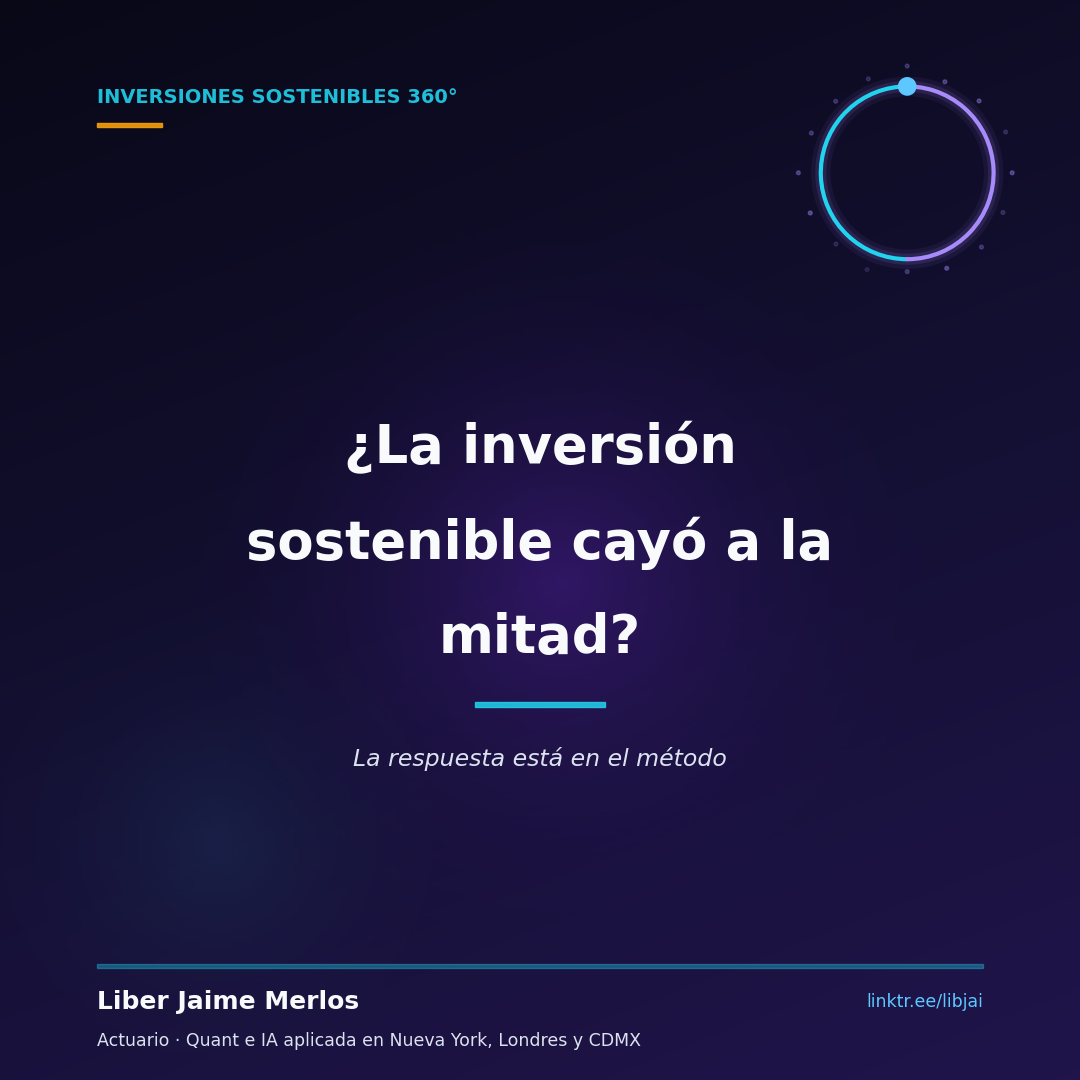 INVERSIONES SOSTENIBLES 360°
¿La inversión
sostenible cayó a la
mitad?
La respuesta está en el método
Liber Jaime Merlos
linktr.ee/libjai
Actuario · Quant e IA aplicada en Nueva York, Londres y CDMX